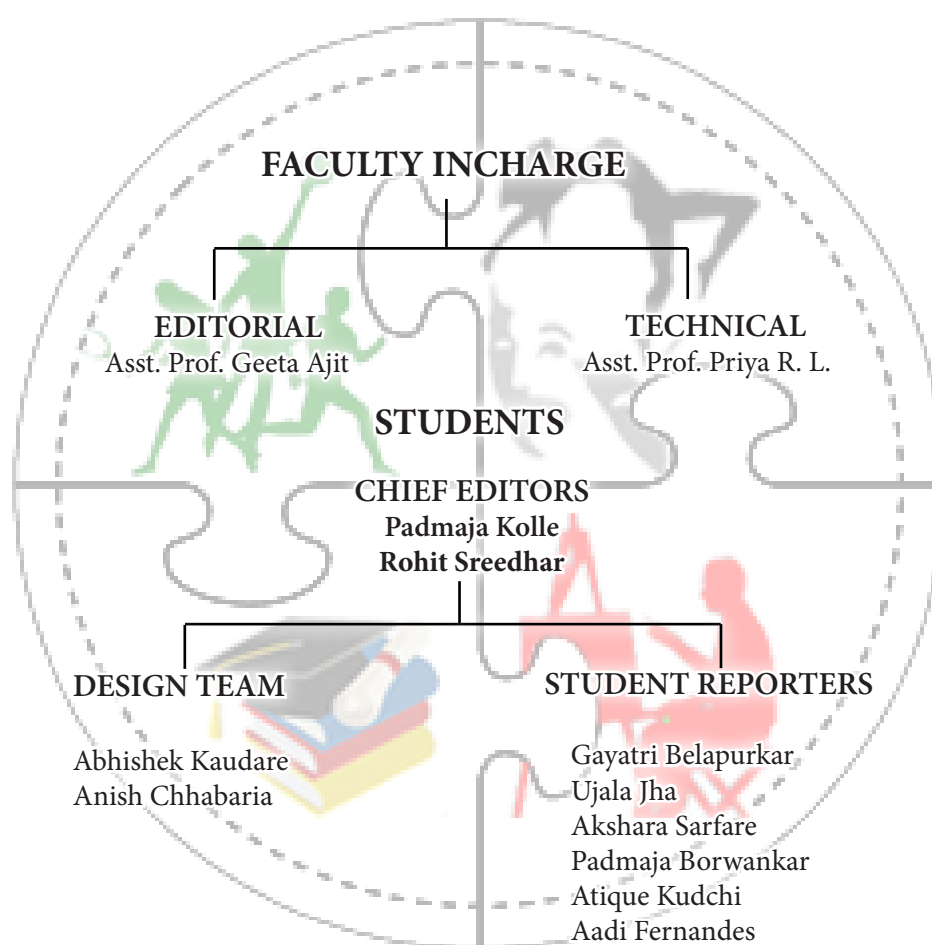 FACULTY INCHARGE
EDITORIAL
Asst. Prof. Geeta Ajit
TECHNICAL
Asst. Prof. Priya R. L.
STUDENTS
CHIEF EDITORS
Padmaja Kolle
Rohit Sreedhar
DESIGN TEAM
Abhishek Kaudare
Anish Chhabaria
STUDENT REPORTERS
Gayatri Belapurkar
Ujala Jha
Akshara Sarfare
Padmaja Borwankar
Atique Kudchi
Aadi Fernandes